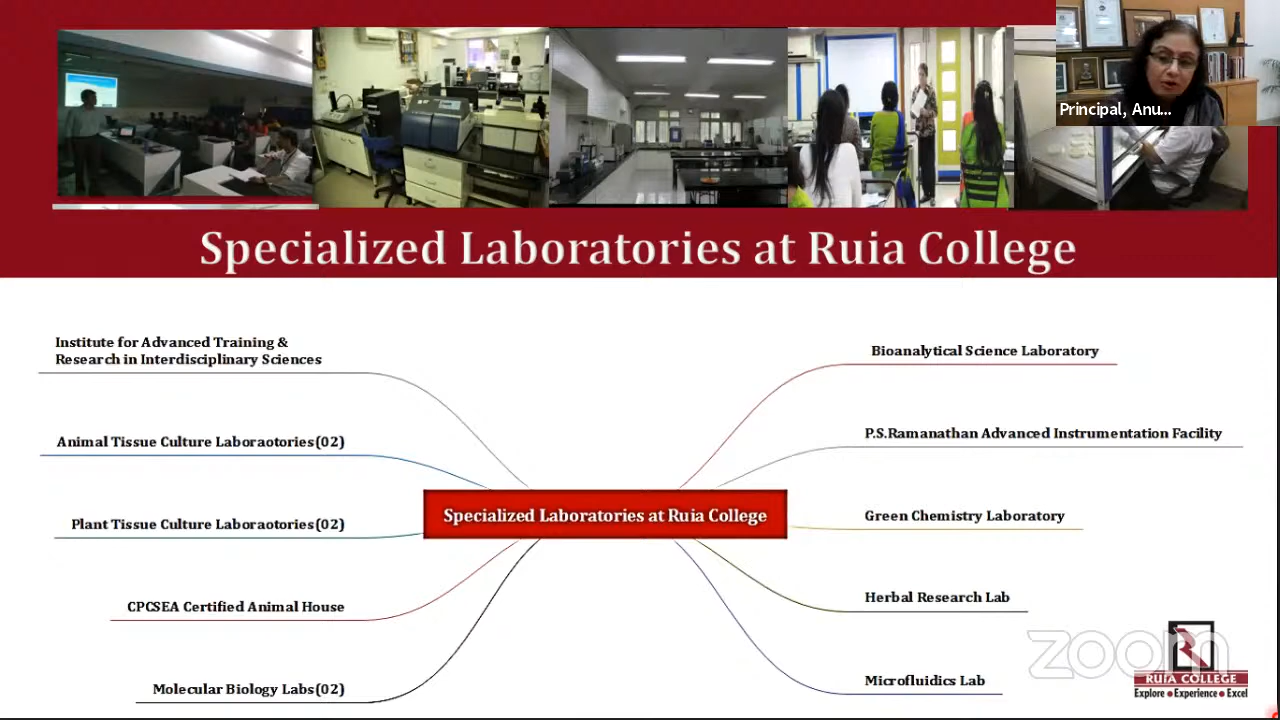 Principal, Anu...
Specialized Laboratories at Ruia College
Institute for Advanced Training &
Research in Interdisciplinary Sciences
Animal Tissue Culture Laboraotories(02)
Plant Tissue Culture Laboraotories(02)
CPCSEA Certified Animal House
Molecular Biology Labs(02)
Specialized Laboratories at Ruia College
Bioanalytical Science Laboratory
P.S.Ramanathan Advanced Instrumentation Facility
Green Chemistry Laboratory
Herbal Research Lab
Microfluidics Lab
zoom
RUIA COLLEGE
Explore ● Experience ● Excel